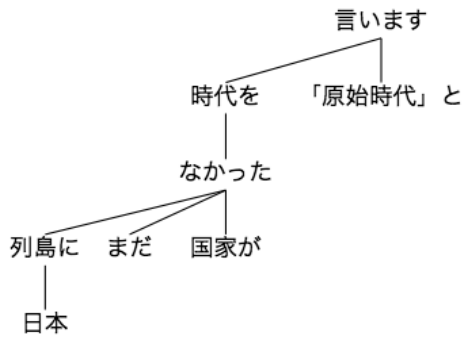 言います
時代を 「原始時代」と
なかった
列島に まだ 国家が
日本